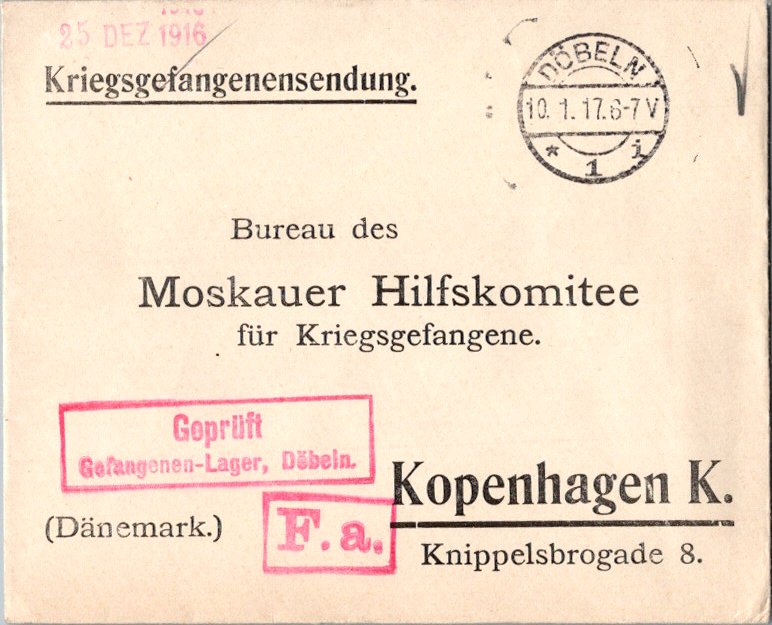 25 DEZ 1916
Kriegsgefangenensendung.
DÖBELN
10. 1. 17. 6-7 V
* 1 i
Bureau des
Moskauer Hilfskomitee
für Kriegsgefangene.
Geprüft
Gefangenen-Lager, Döbeln.
Kopenhagen K.
(Dänemark.)
F. a.
Knippelsbrogade 8.